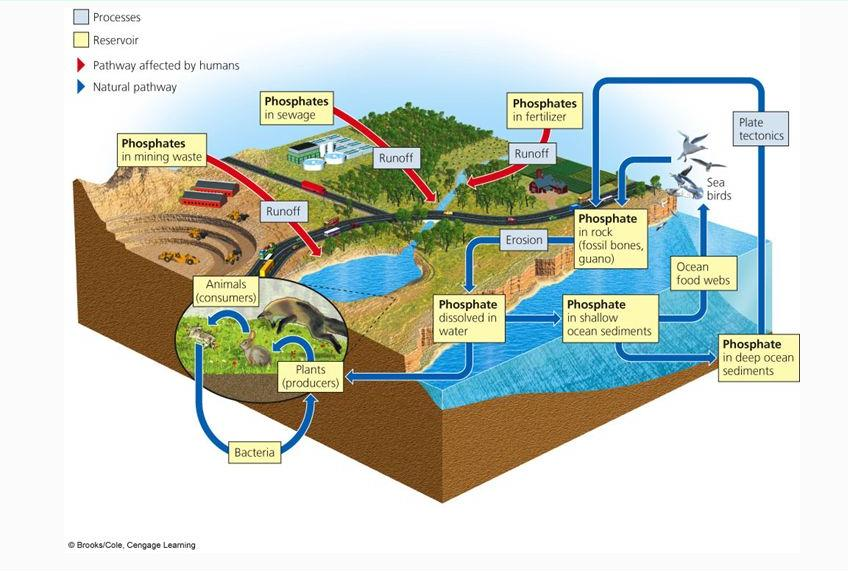 Processes
Reservoir
Pathway affected by humans
Natural pathway
Phosphates
in sewage
Phosphates
in fertilizer
Plate
tectonics
Phosphates
in mining waste
Runoff
Runoff
Runoff
Sea
birds
Phosphate
in rock
(fossil bones,
guano)
Erosion
Ocean
food webs
Animals
(consumers)
Phosphate
dissolved in
water
Phosphate
in shallow
ocean sediments
Phosphate
in deep ocean
sediments
Plants
(producers)
Bacteria
© Brooks/Cole, Cengage Learning